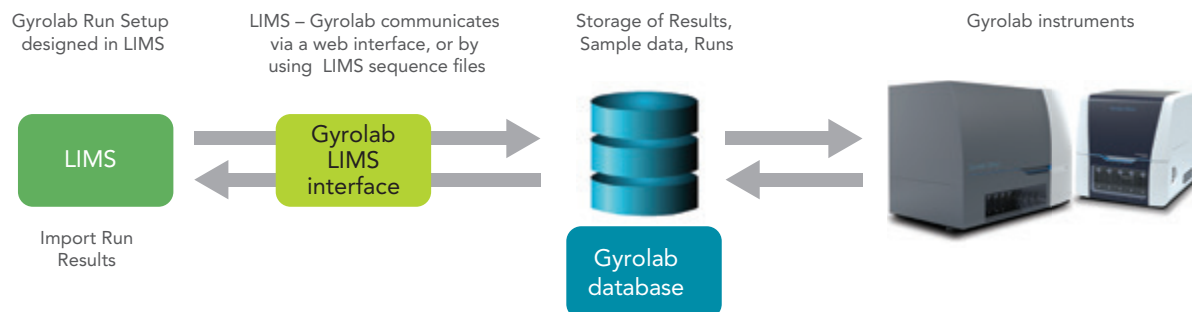 Gyrolab Run Setup
designed in LIMS
LIMS – Gyrolab communicates
via a web interface, or by
using LIMS sequence files
Storage of Results,
Sample data, Runs
Gyrolab instruments
LIMS
Gyrolab
LIMS
interface
Import Run
Results
Gyrolab
database